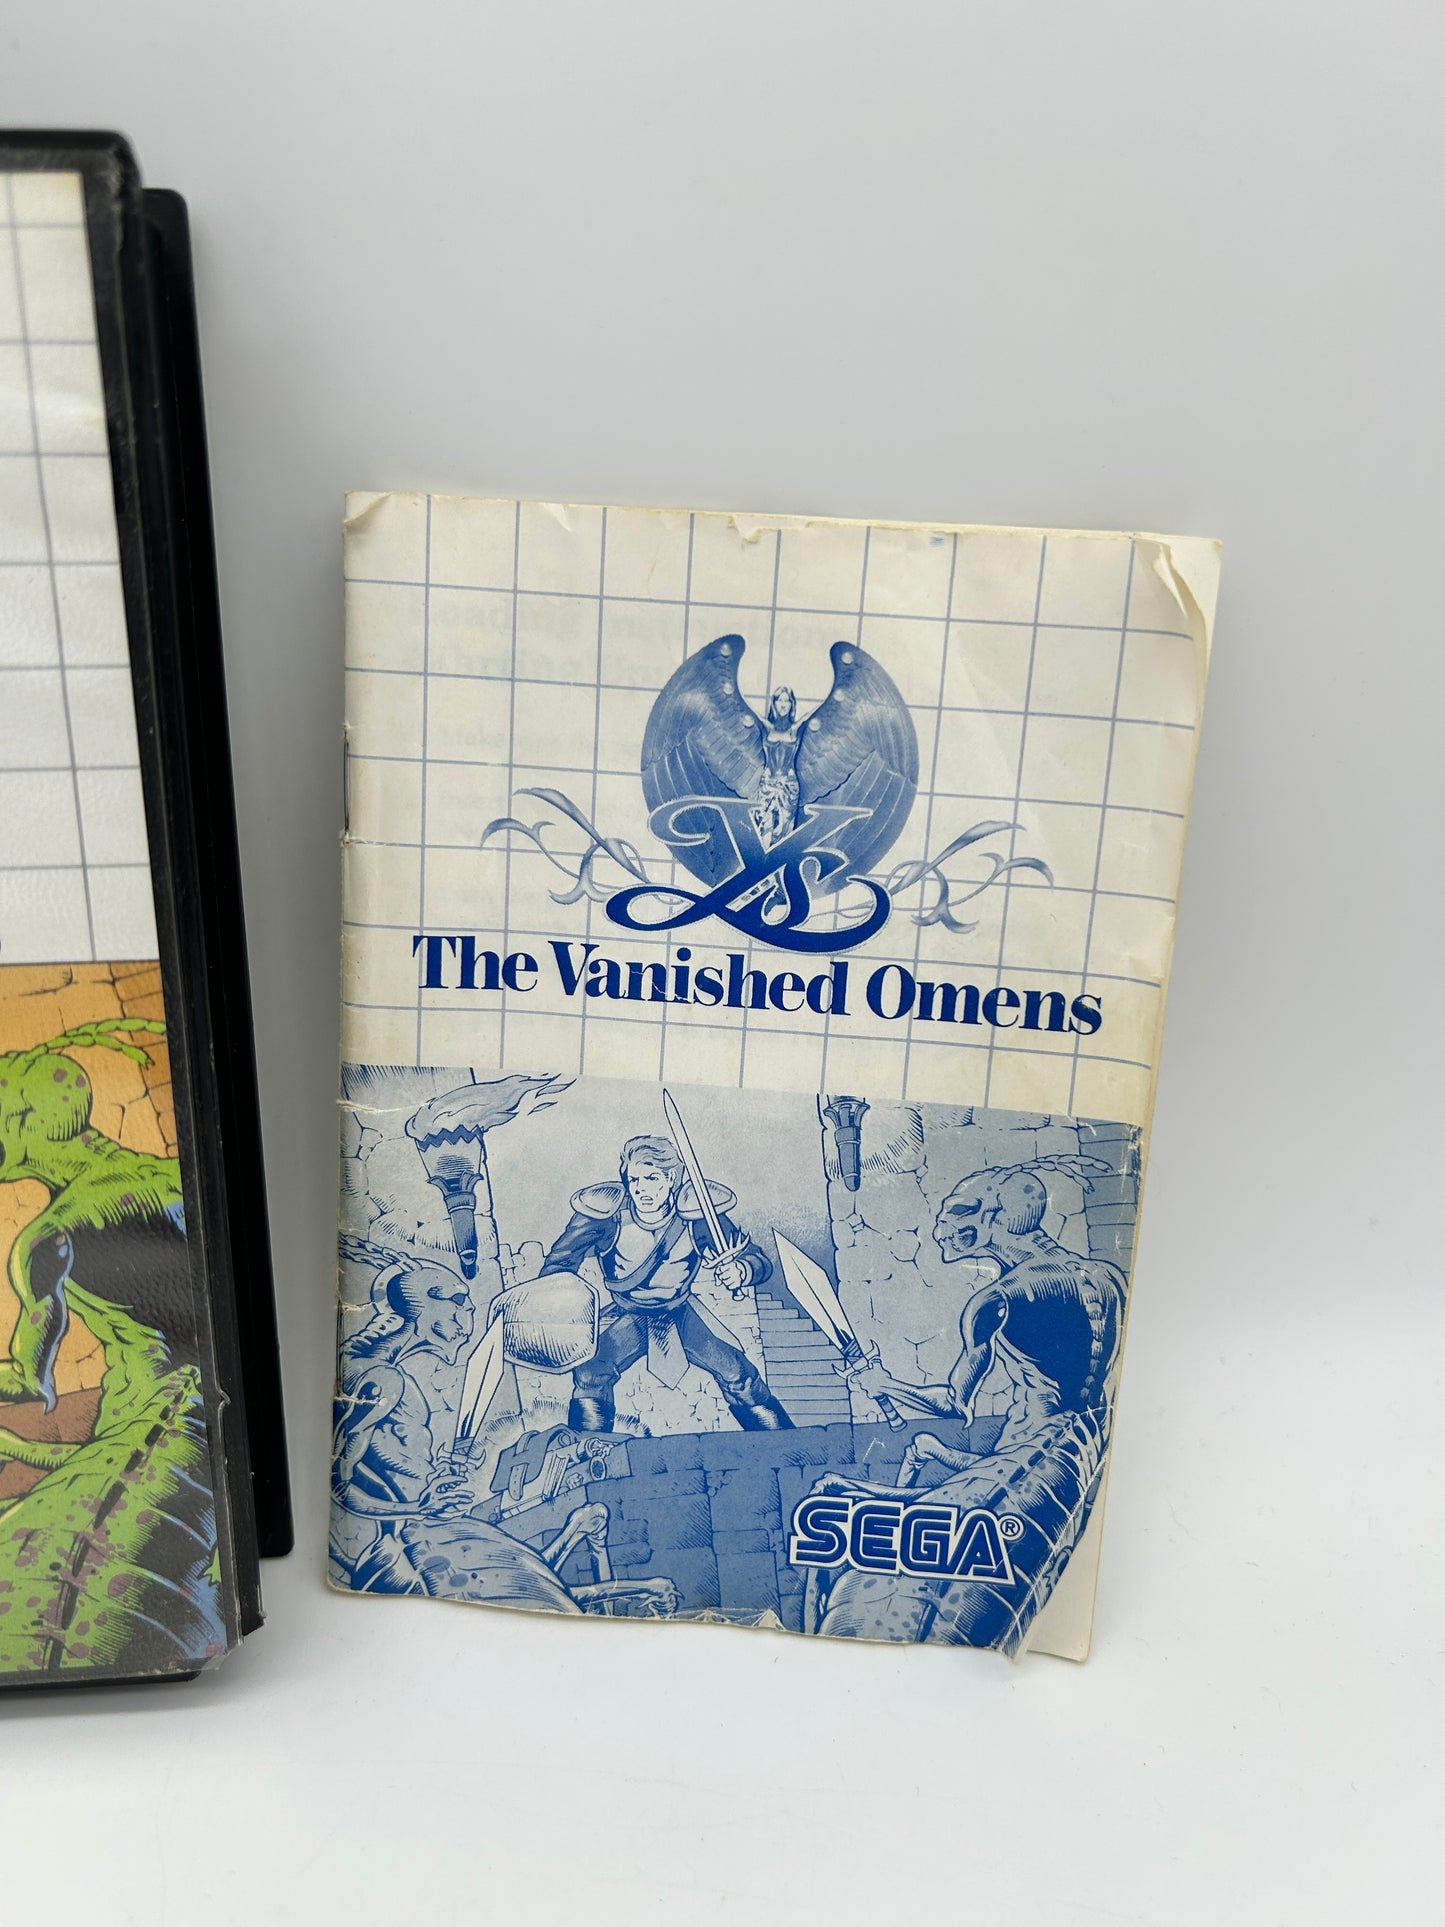 Ys
The Vanished Omens
SEGA®